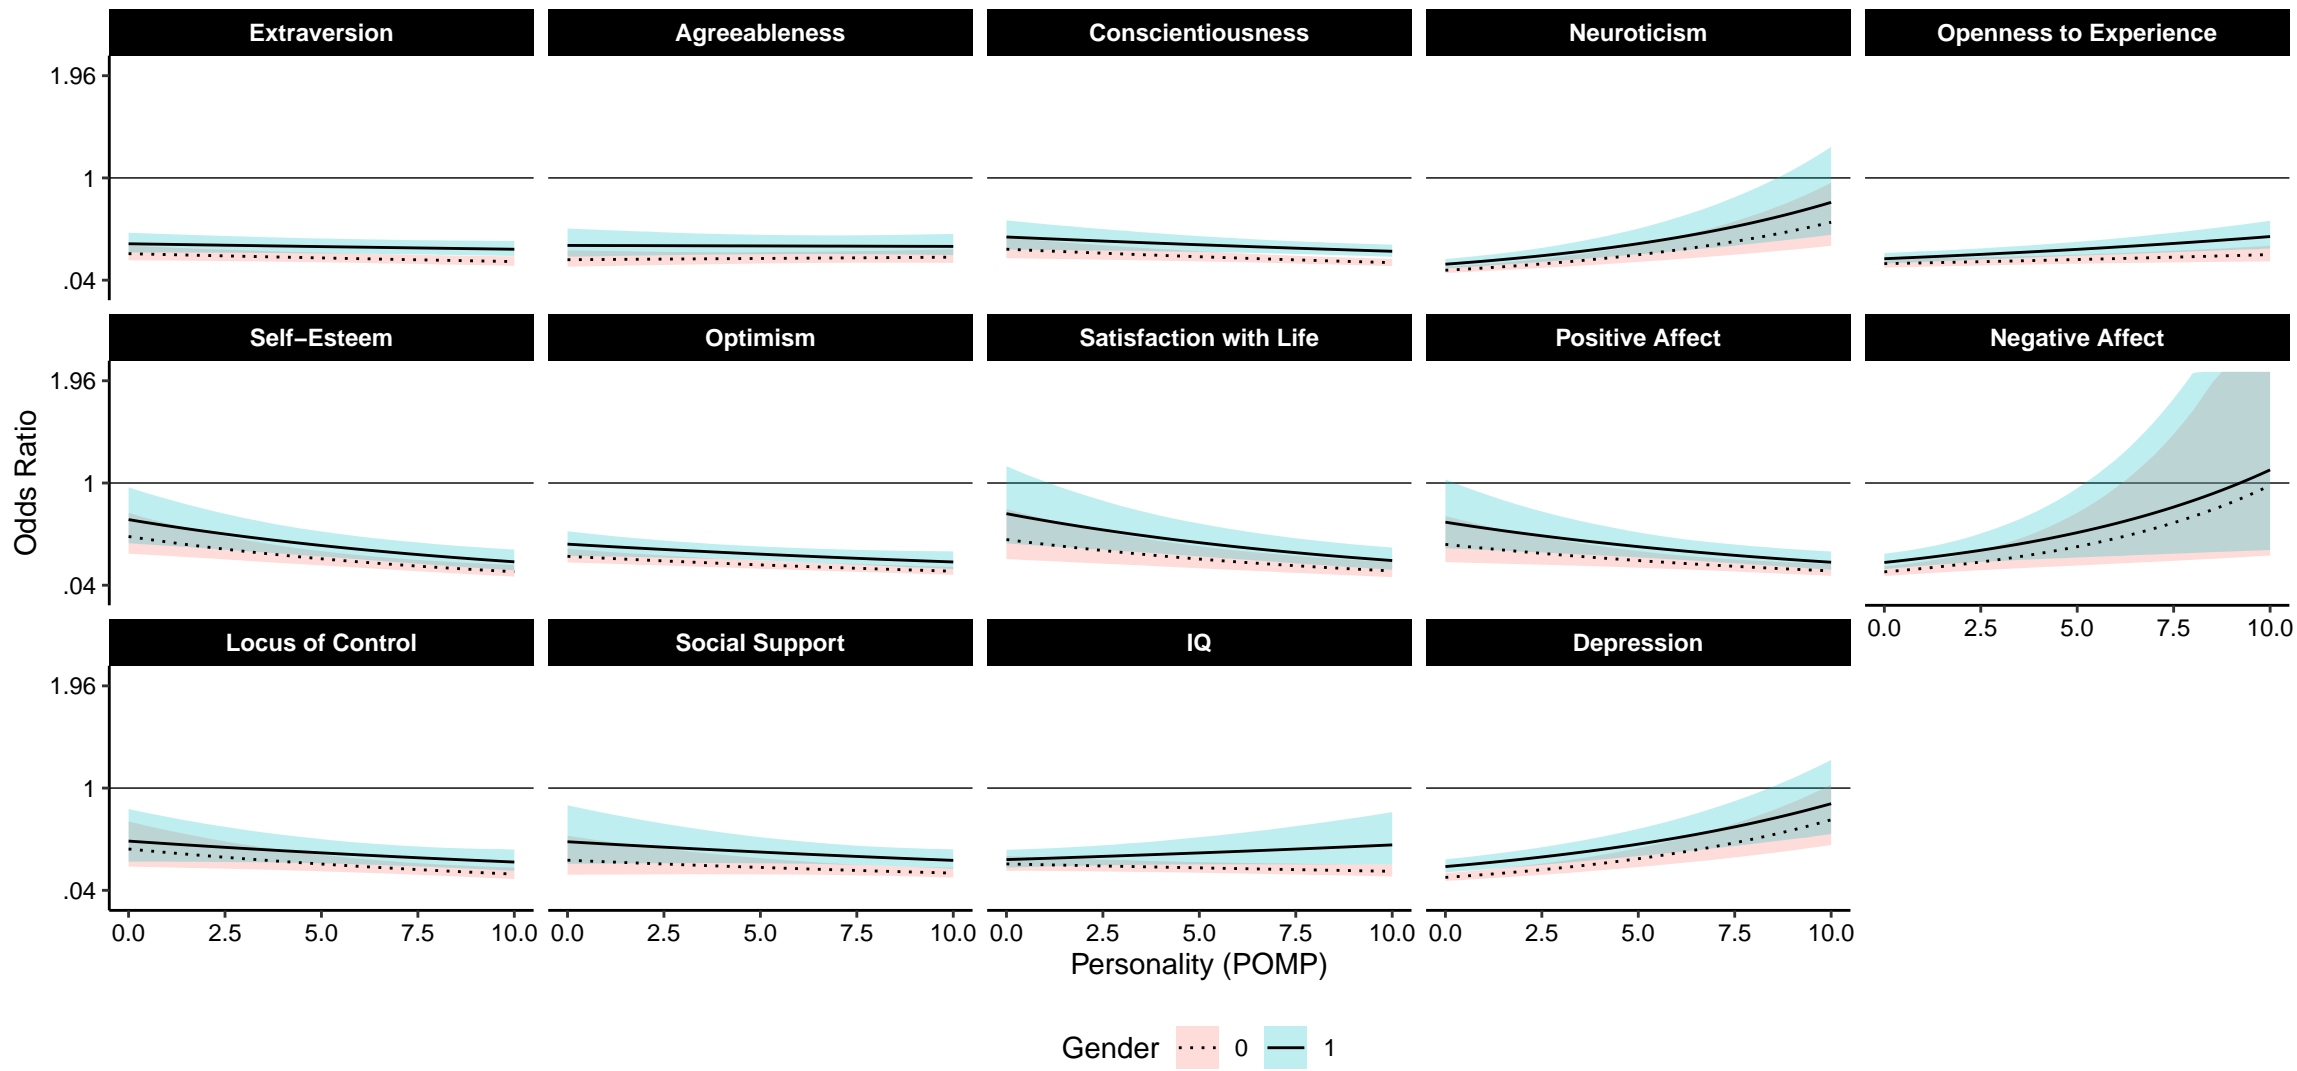 Extraversion Agreeableness Conscientiousness Neuroticism Openness to Experience
1.96
1
.04
Self−Esteem Optimism Satisfaction with Life Positive Affect Negative Affect
1.96
1
.04
Odds Ratio
0.0 2.5 5.0 7.5 10.0
Locus of Control Social Support IQ Depression
1.96
1
.04
0.0 2.5 5.0 7.5 10.0 0.0 2.5 5.0 7.5 10.0 0.0 2.5 5.0 7.5 10.0 0.0 2.5 5.0 7.5 10.0
Personality (POMP)
Gender 0 1